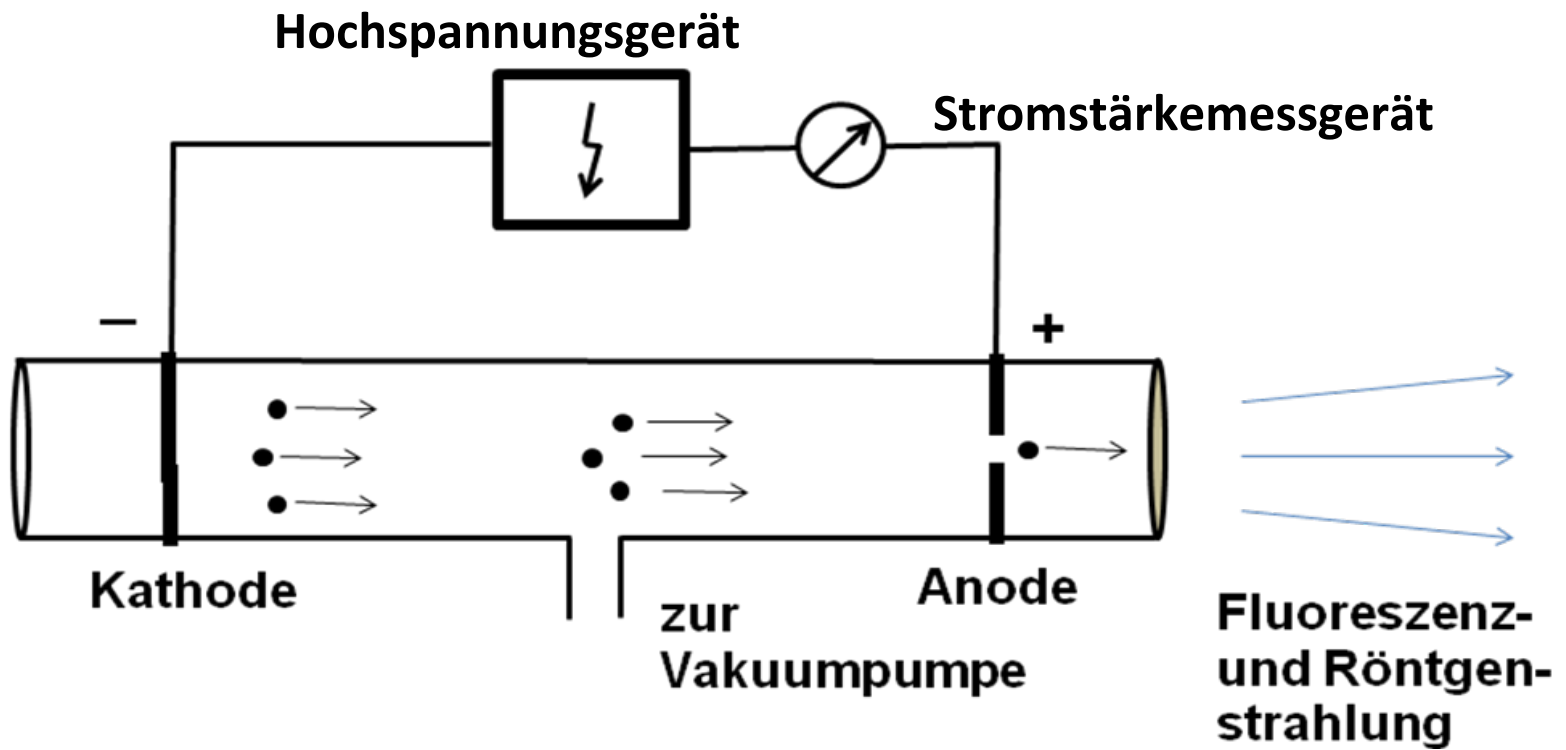 Hochspannungsgerät
Stromstärkemessgerät
–
+
Kathode
Anode
zur
Vakuumpumpe
Fluoreszenz-
und Röntgen-
strahlung